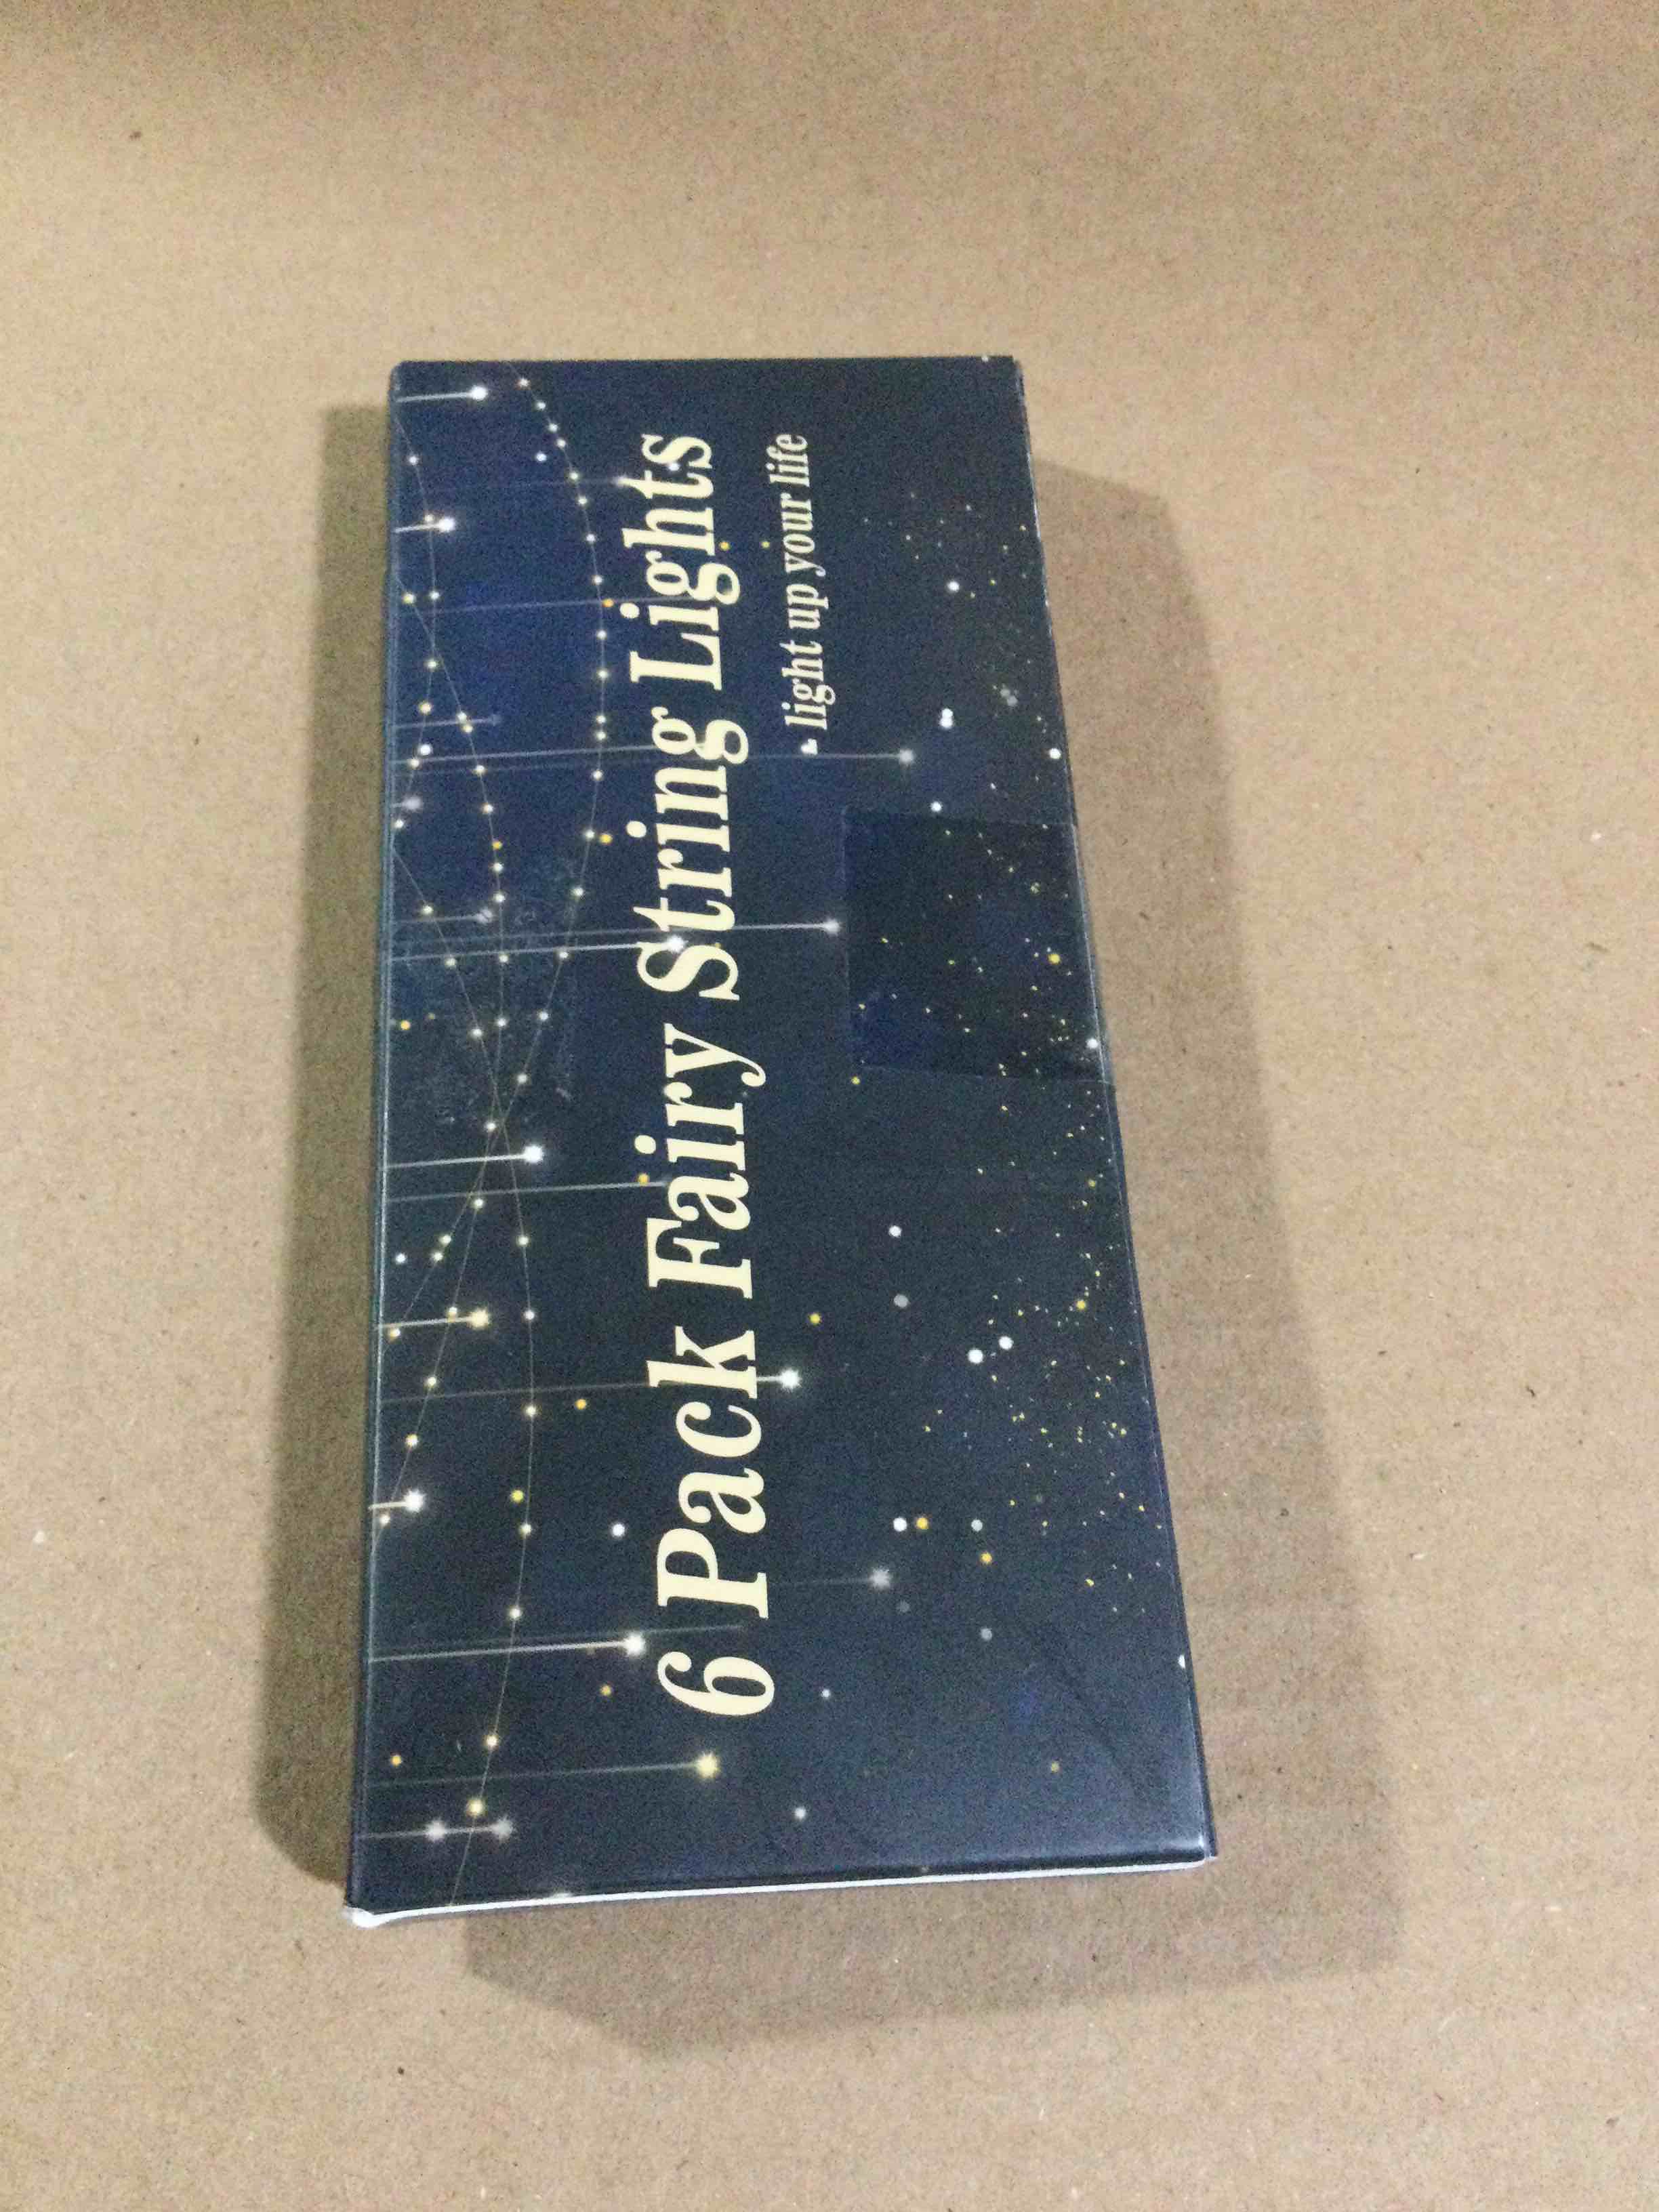 6 Pack Fairy String Lights
- light up your life